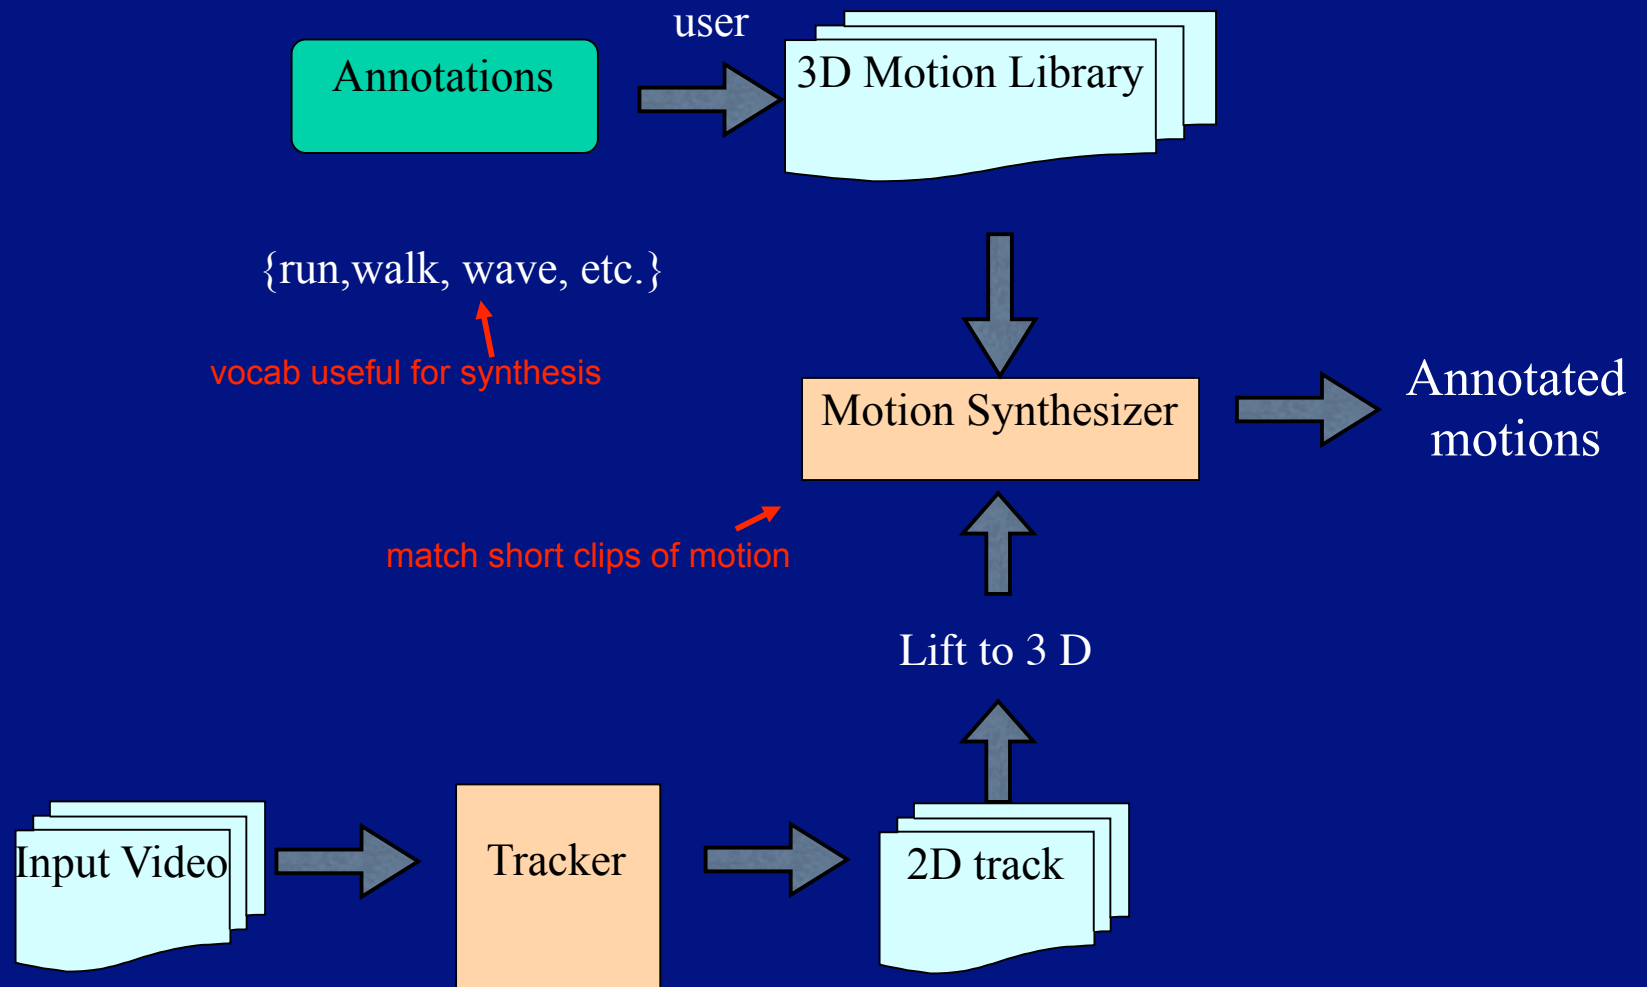 user
Annotations
3D Motion Library
{run,walk, wave, etc.}
vocab useful for synthesis
Motion Synthesizer
Annotated
motions
match short clips of motion
Lift to 3 D
Input Video
Tracker
2D track